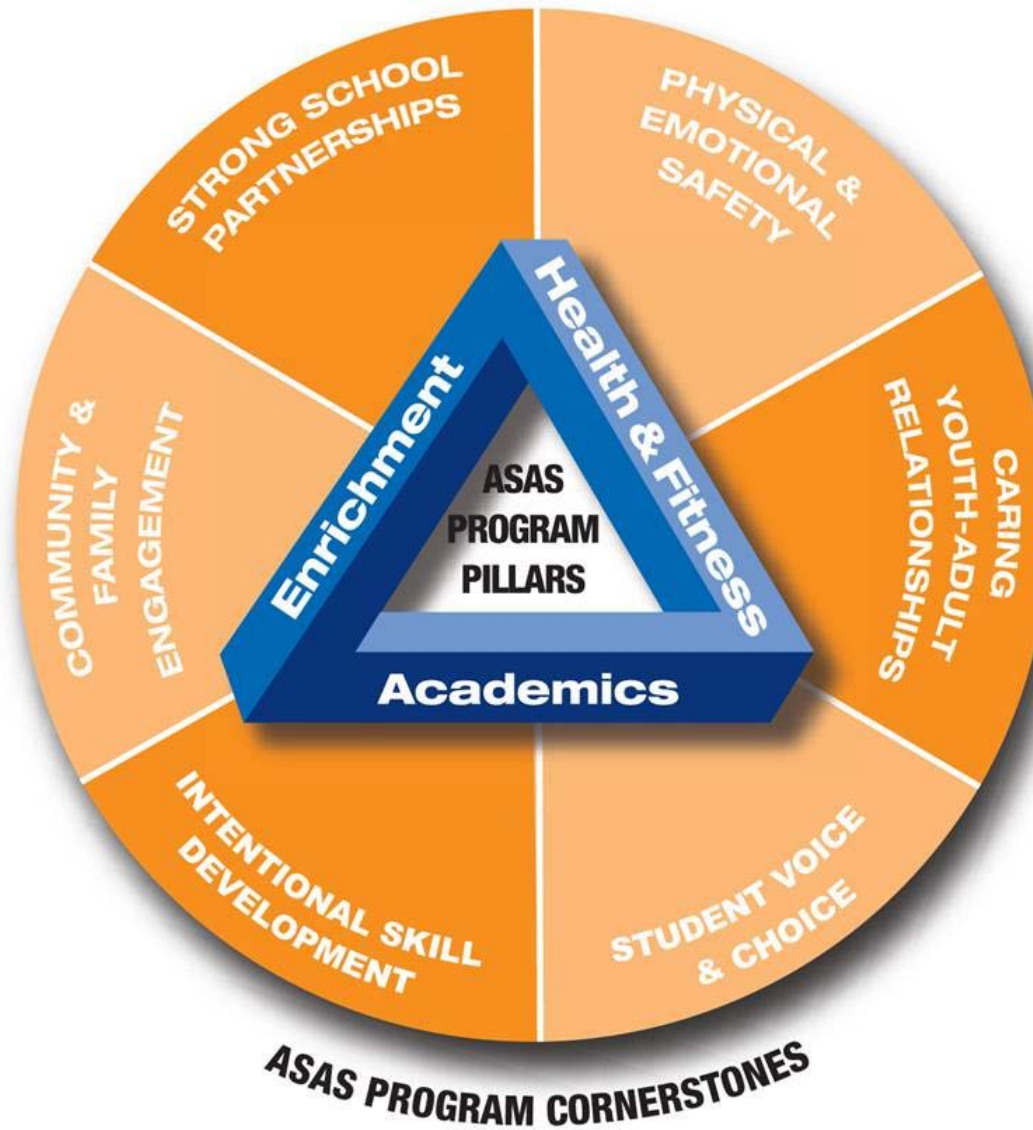 STRONG SCHOOL
PARTNERSHIPS
PHYSICAL &
EMOTIONAL
SAFETY
CARING
YOUTH-ADULT
RELATIONSHIPS
STUDENT VOICE
& CHOICE
INTENTIONAL SKILL
DEVELOPMENT
COMMUNITY &
FAMILY
ENGAGEMENT
Enrichment
Health & Fitness
Academics
ASAS
PROGRAM
PILLARS
ASAS PROGRAM CORNERSTONES